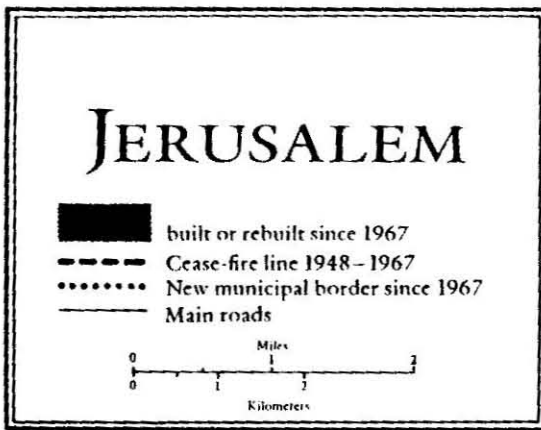 JERUSALEM
built or rebuilt since 1967
Cease-fire line 1948–1967
New municipal border since 1967
Main roads
Miles
0 1 2
0 1 2
Kilometers